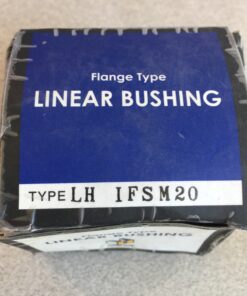 Flange Type
LINEAR BUSHING
TYPE LH IFSM20
LINEAR BUSHING